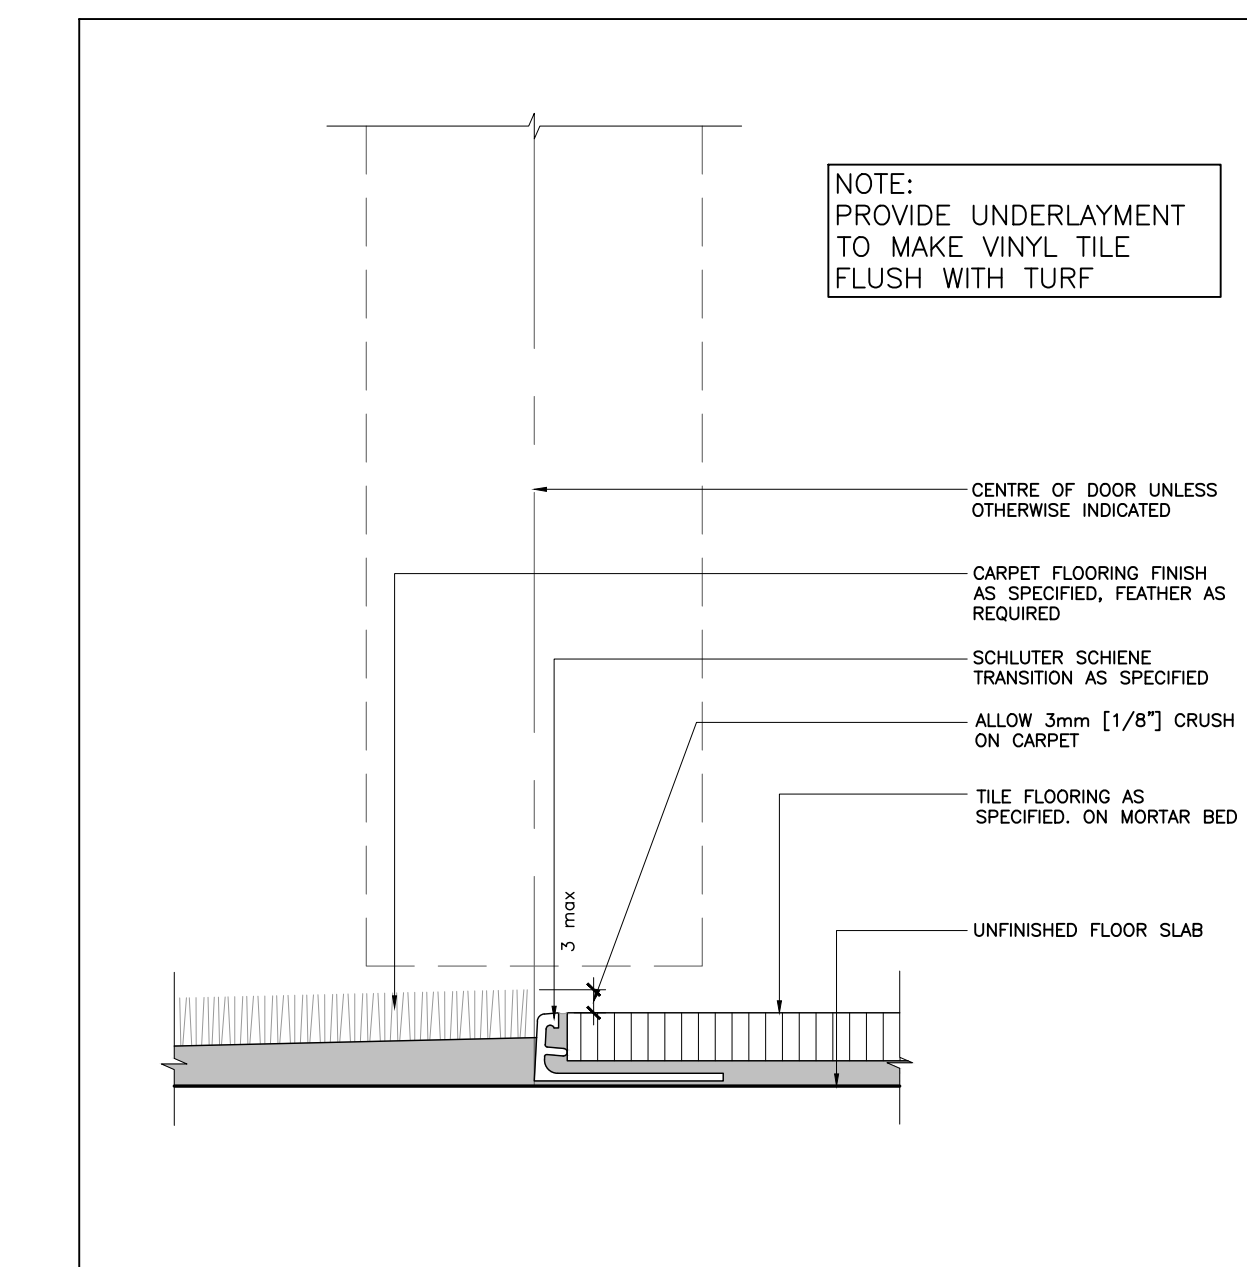 NOTE:
PROVIDE UNDERLAYMENT
TO MAKE VINYL TILE
FLUSH WITH TURF
CENTRE OF DOOR UNLESS
OTHERWISE INDICATED
CARPET FLOORING FINISH
AS SPECIFIED, FEATHER AS
REQUIRED
SCHLUTER SCHIENE
TRANSITION AS SPECIFIED
ALLOW 3mm [1/8"] CRUSH
ON CARPET
TILE FLOORING AS
SPECIFIED. ON MORTAR BED
3 max
UNFINISHED FLOOR SLAB